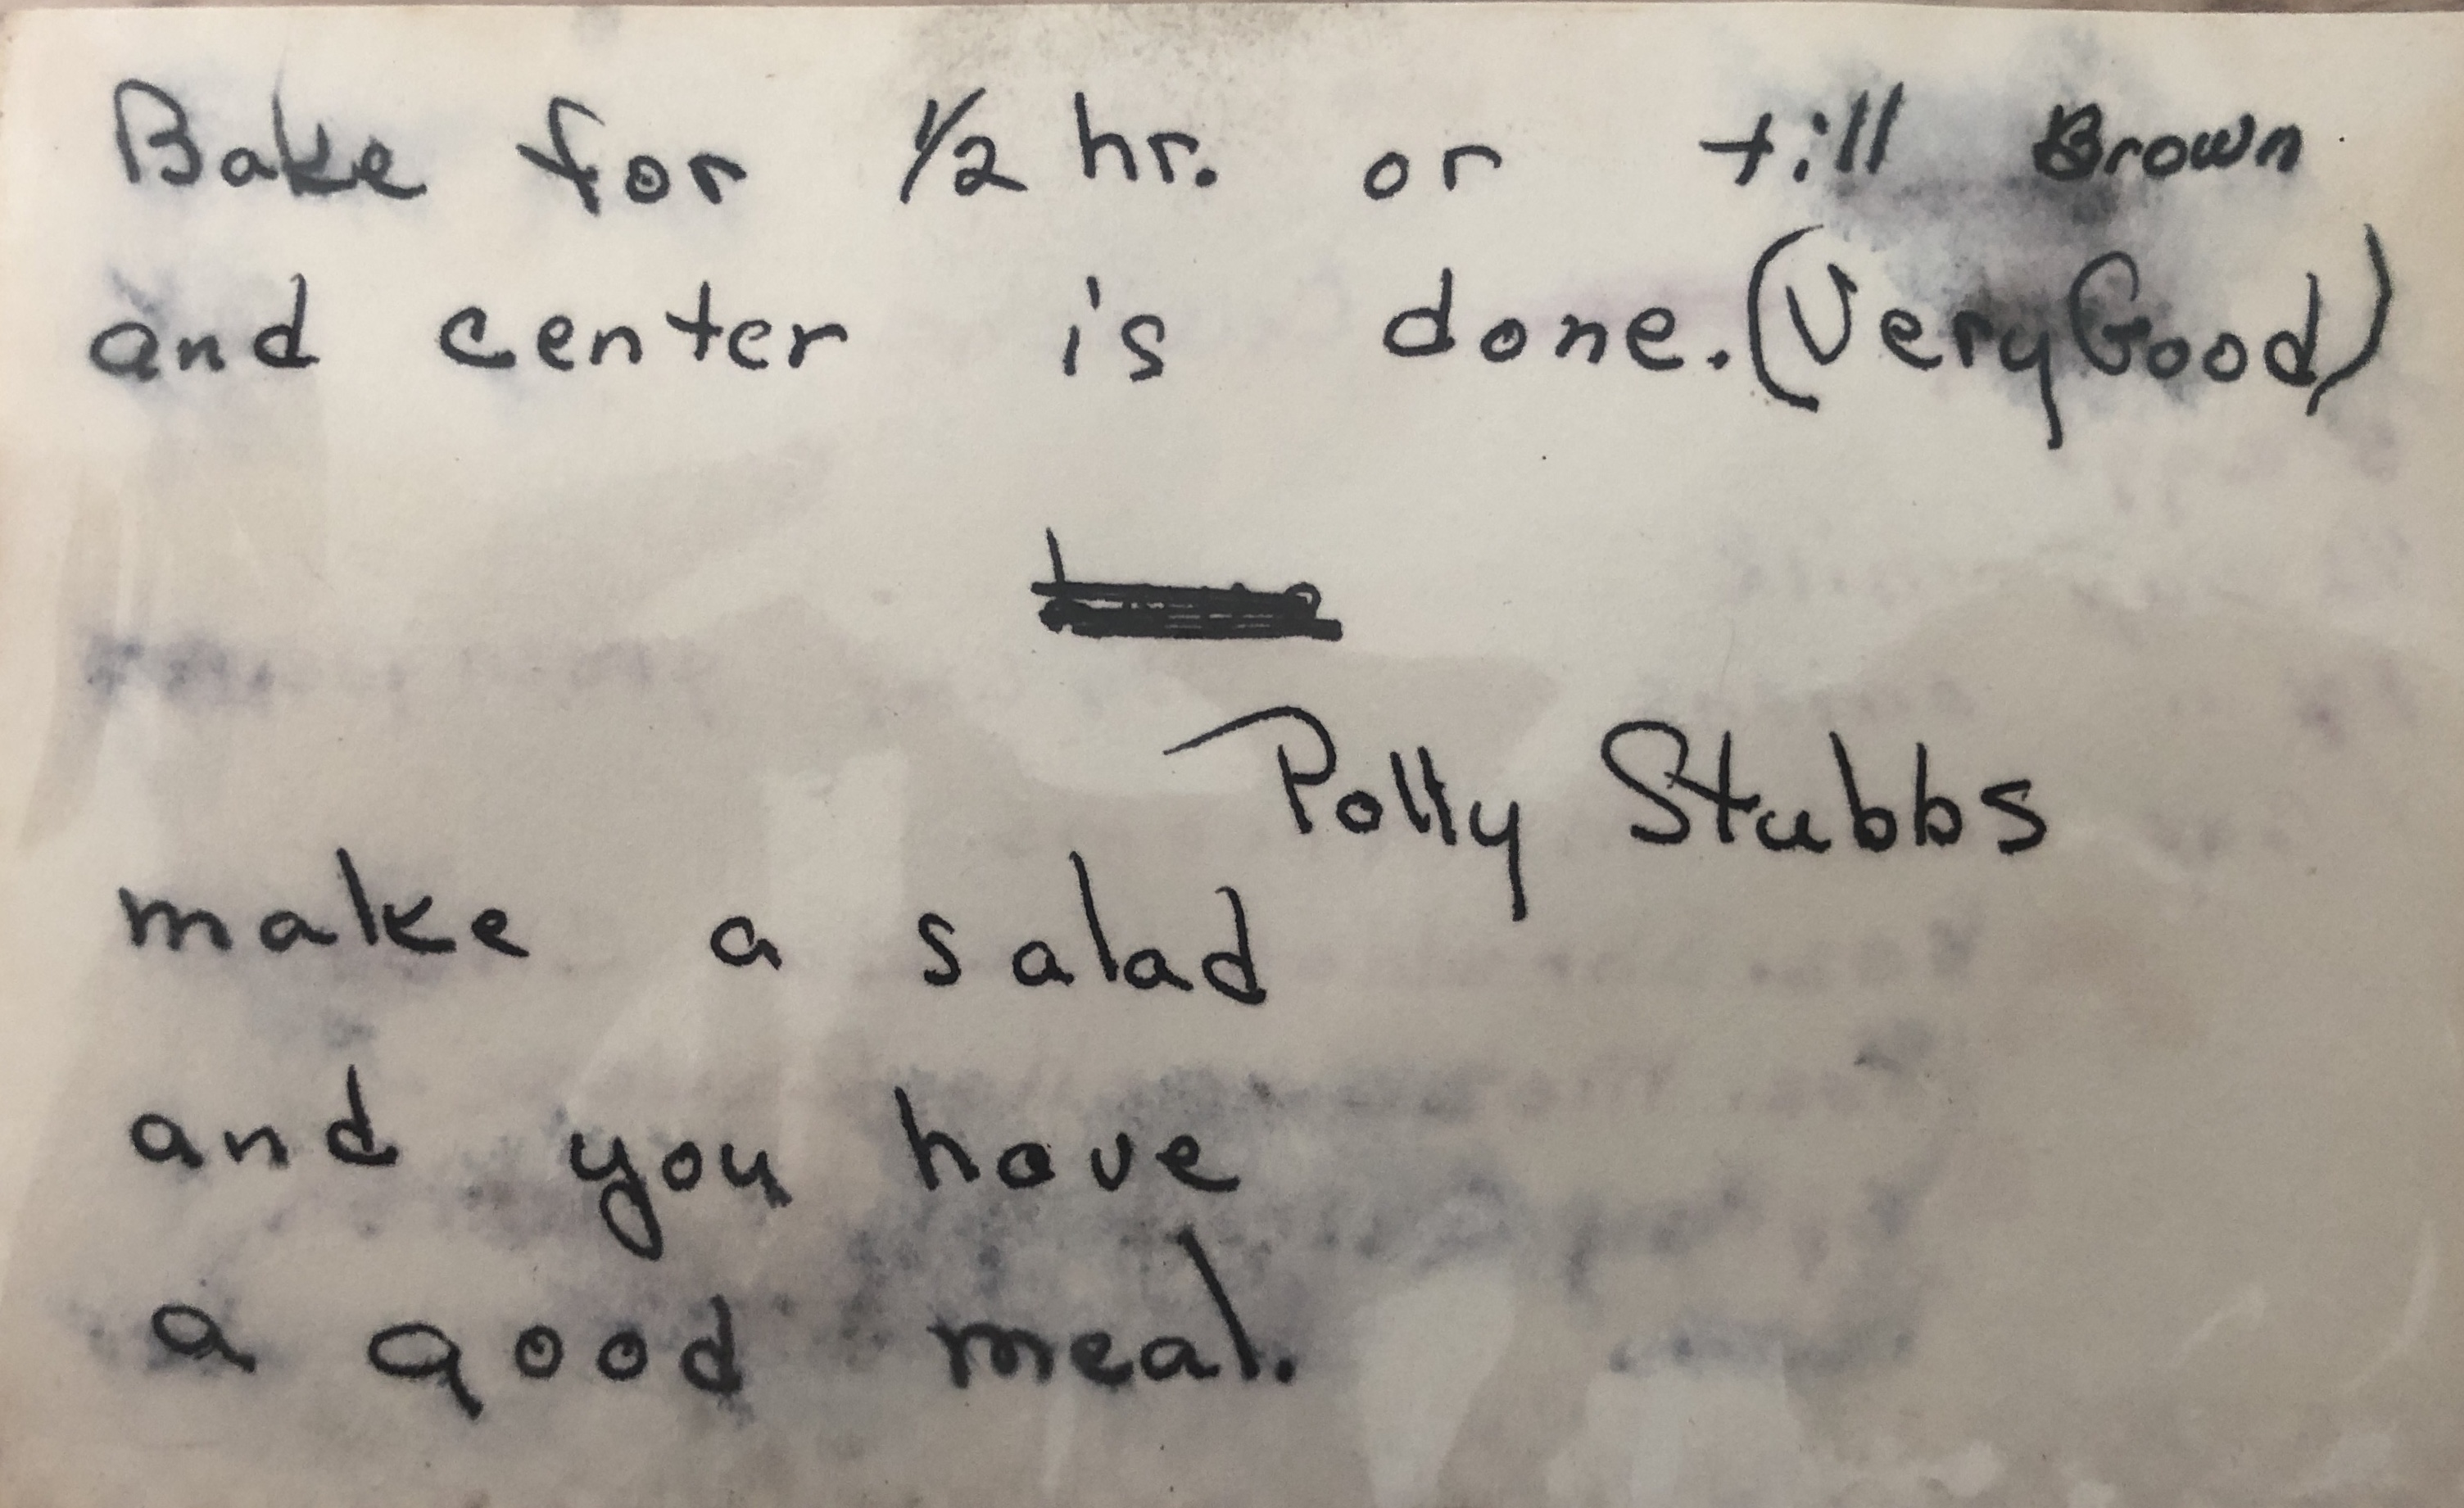 Bake for 1/2 hr. or till Brown
and center is done. (Very Good)
Polly Stubbs
make a salad
and you have
a good meal.